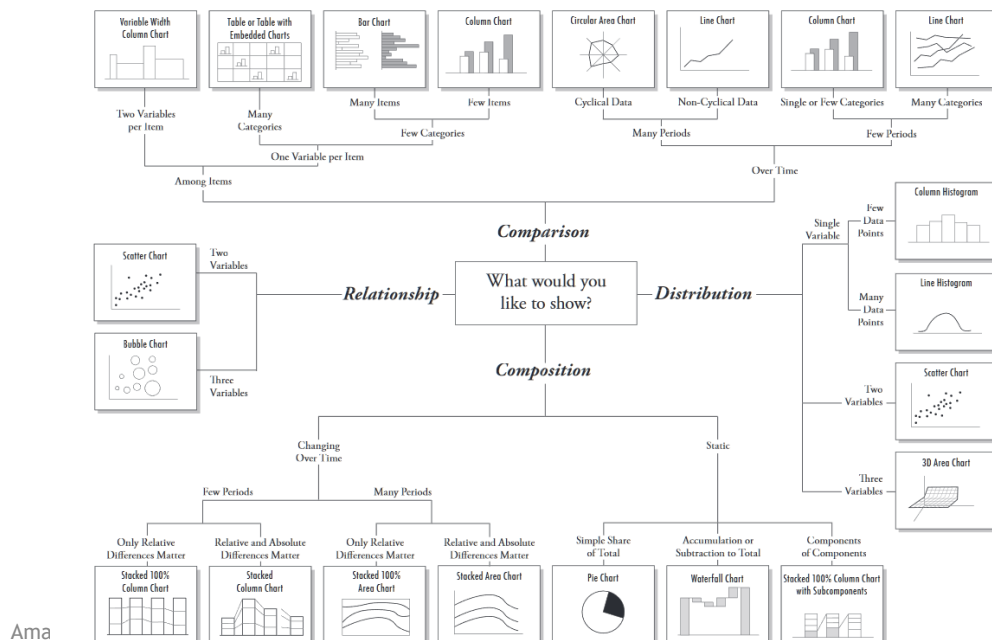 Variable Width
Column Chart
Table or Table with
Embedded Charts
Bar Chart
Column Chart
Circular Area Chart
Line Chart
Column Chart
Line Chart
Two Variables
per Item
Many
Categories
Many Items
Few Items
Cyclical Data
Non-Cyclical Data
Single or Few Categories
Many Categories
Few Categories
Many Periods
Few Periods
One Variable per Item
Among Items
Over Time
Comparison
What would you
like to show?
Relationship
Two
Variables
Scatter Chart
Three
Variables
Bubble Chart
Distribution
Single
Variable
Few
Data
Points
Column Histogram
Many
Data
Points
Line Histogram
Two
Variables
Scatter Chart
Three
Variables
3D Area Chart
Composition
Changing
Over Time
Static
Few Periods
Many Periods
Only Relative
Differences Matter
Relative and Absolute
Differences Matter
Only Relative
Differences Matter
Relative and Absolute
Differences Matter
Simple Share
of Total
Accumulation or
Subtraction to Total
Components
of Components
Stacked 100%
Column Chart
Stacked
Column Chart
Stacked 100%
Area Chart
Stacked Area Chart
Pie Chart
Waterfall Chart
Stacked 100% Column Chart
with Subcomponents
Ama